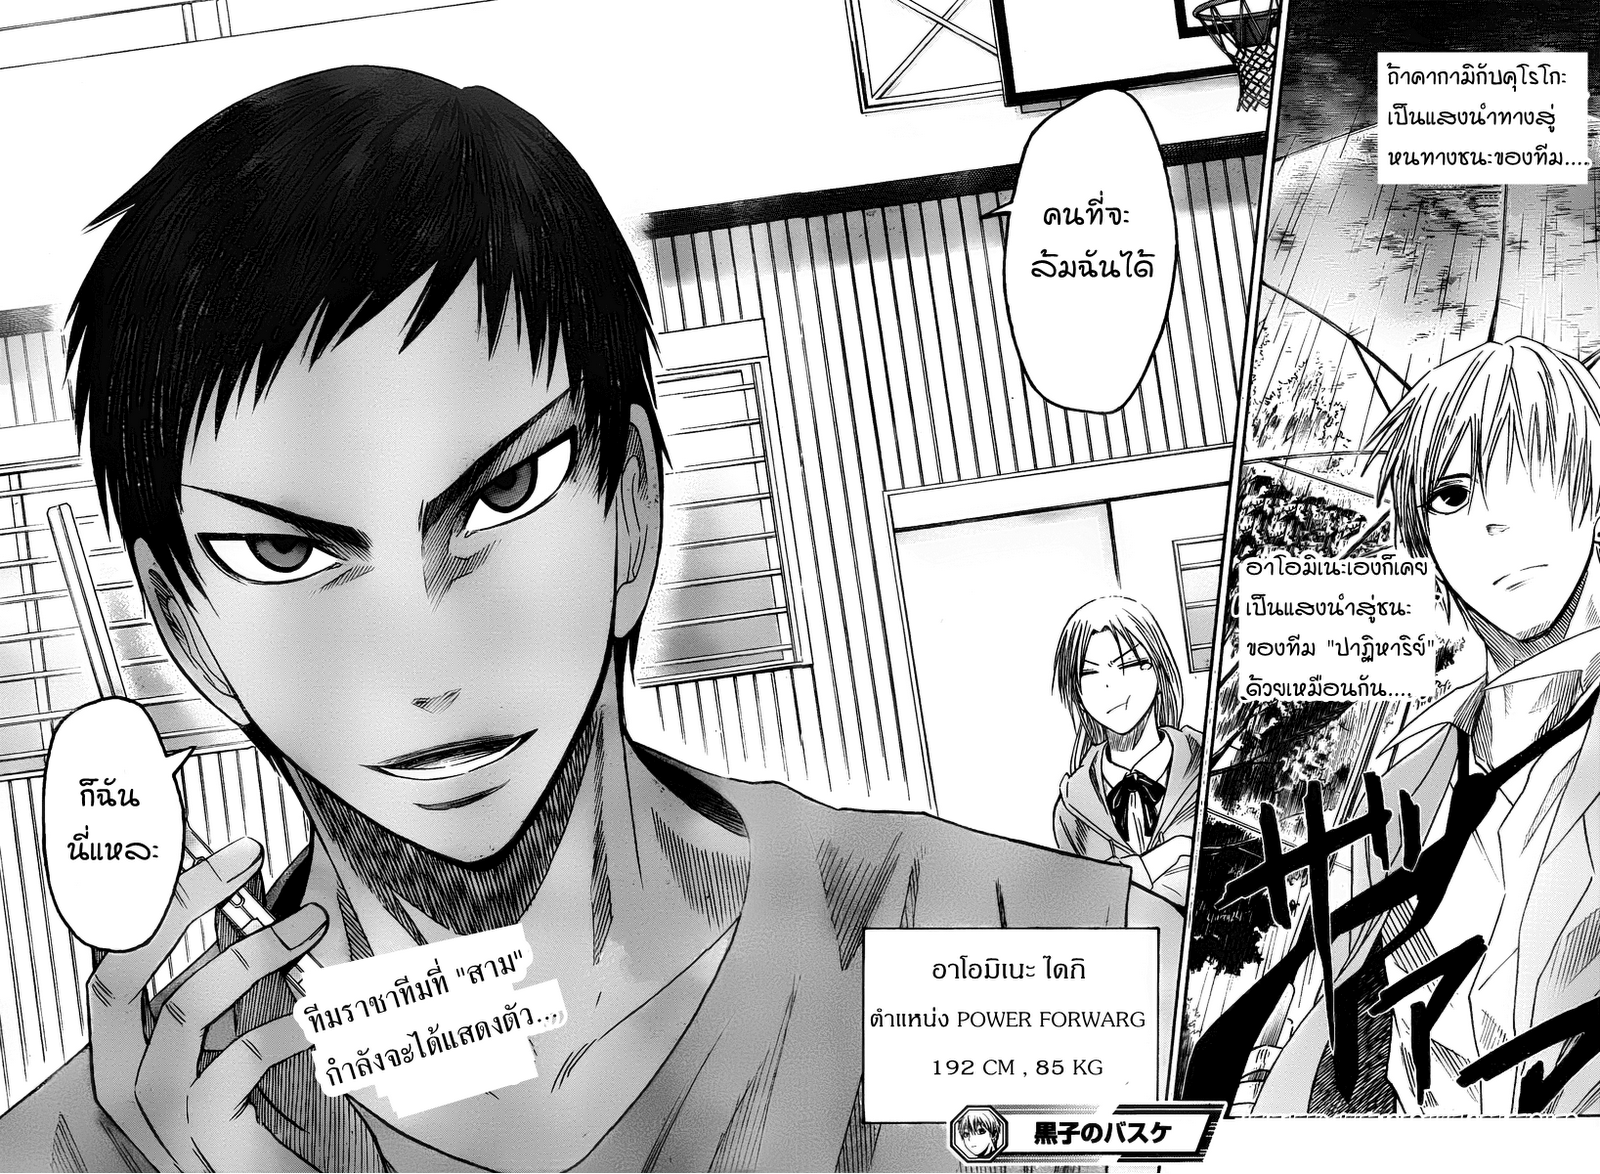 ถ้าคากามิกับคุโรโกะ
เป็นแสงนำทางสู่
หนทางชนะของทีม....
อาโอมิเนะเองก็เคย
เป็นแสงนำสู่ชนะ
ของทีม "ปาฏิหาริย์"
ด้วยเหมือนกัน....
คนที่จะ
ล้มฉันได้
ก็ฉัน
นี่แหละ
ทีมราชาทีมที่ "สาม"
กำลังจะได้แสดงตัว...
อาโอมิเนะ ไดกิ
ตำแหน่ง POWER FORWARG
192 CM , 85 KG
黒子のバスケ